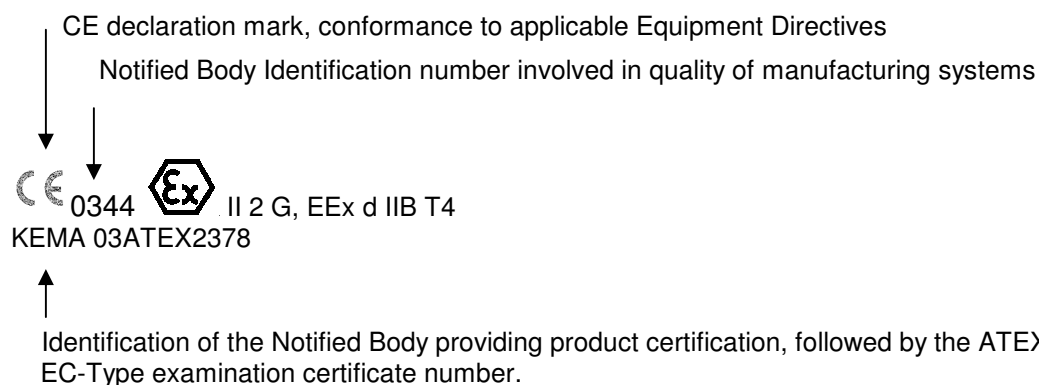 CE declaration mark, conformance to applicable Equipment Directives
Notified Body Identification number involved in quality of manufacturing systems
CE 0344 Ex II 2 G, EEx d IIB T4
KEMA 03ATEX2378
Identification of the Notified Body providing product certification, followed by the ATEX
EC-Type examination certificate number.